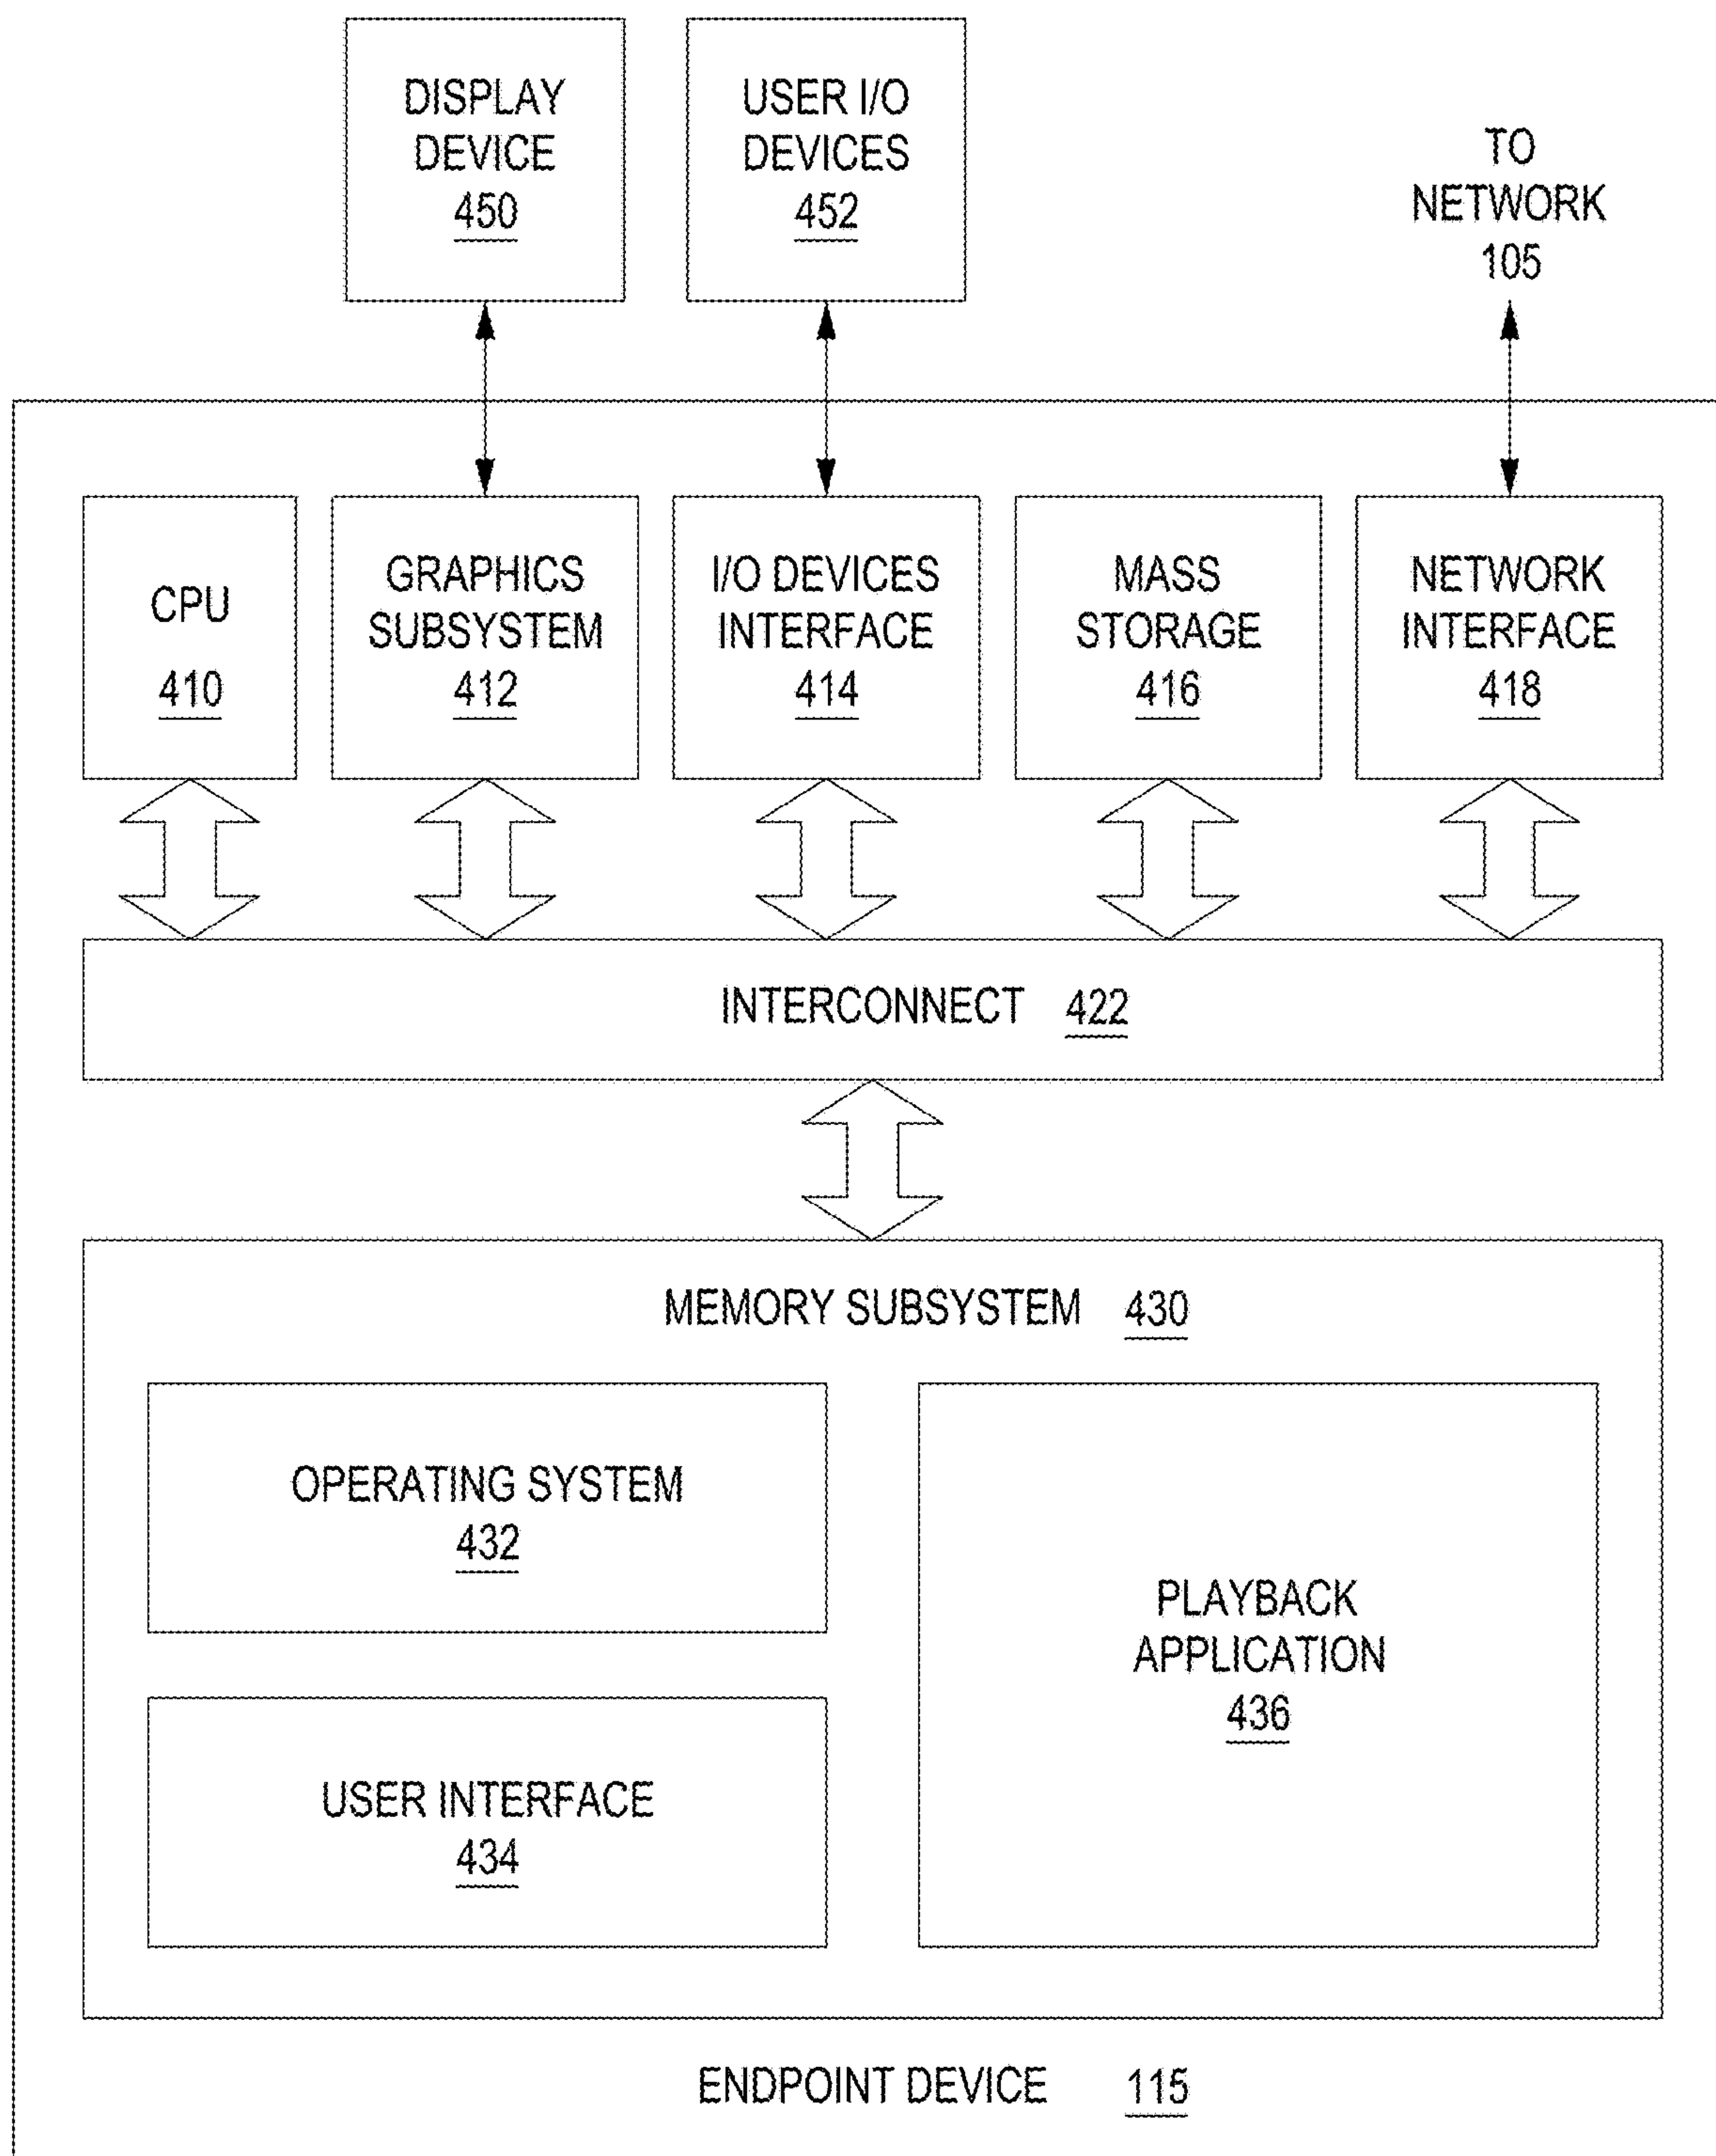 DISPLAY
DEVICE
450
USER I/O
DEVICES
452
TO
NETWORK
105
CPU
410
GRAPHICS
SUBSYSTEM
412
I/O DEVICES
INTERFACE
414
MASS
STORAGE
416
NETWORK
INTERFACE
418
INTERCONNECT 422
MEMORY SUBSYSTEM 430
OPERATING SYSTEM
432
USER INTERFACE
434
PLAYBACK
APPLICATION
436
ENDPOINT DEVICE 115